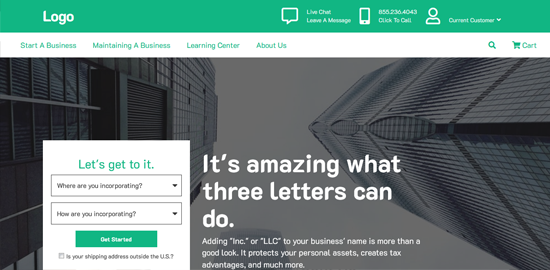 Logo
Live Chat
Leave A Message
855.236.4043
Click To Call
Current Customer
Start A Business
Maintaining A Business
Learning Center
About Us
Cart
Let's get to it.
Where are you incorporating?
How are you incorporating?
Get Started
Is your shipping address outside the U.S.?
It's amazing what
three letters can
do.
Adding "Inc." or "LLC" to your business' name is more than a
good look. It protects your personal assets, creates tax
advantages, and much more.